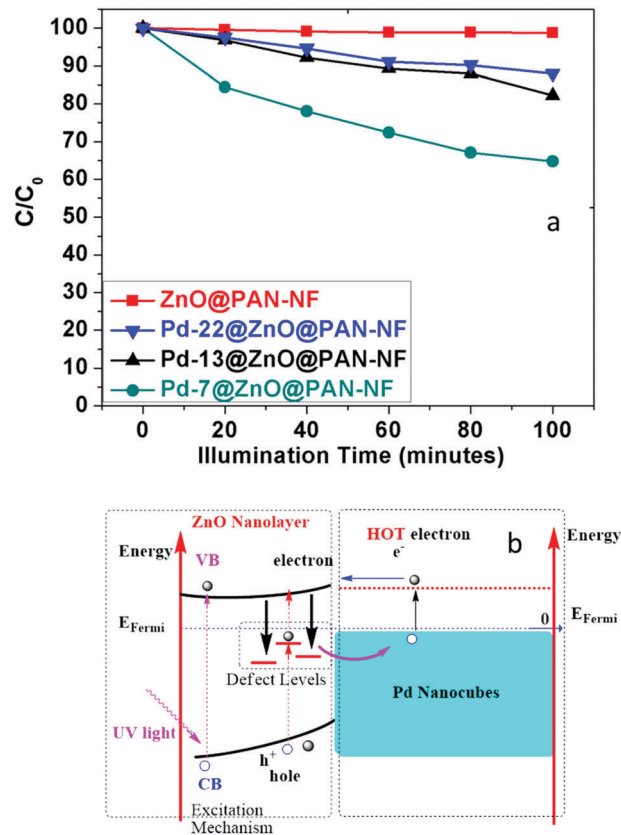 100
90
80
70
60
50
40
30
20
10
0
C/C0
a
ZnO@PAN-NF
Pd-22@ZnO@PAN-NF
Pd-13@ZnO@PAN-NF
Pd-7@ZnO@PAN-NF
0 20 40 60 80 100
Illumination Time (minutes)
ZnO Nanolayer
HOT electron
b
Energy
VB
electron
e-
Energy
EFermi
0
EFermi
Defect Levels
Pd Nanocubes
UV light
h+
hole
CB
Excitation
Mechanism